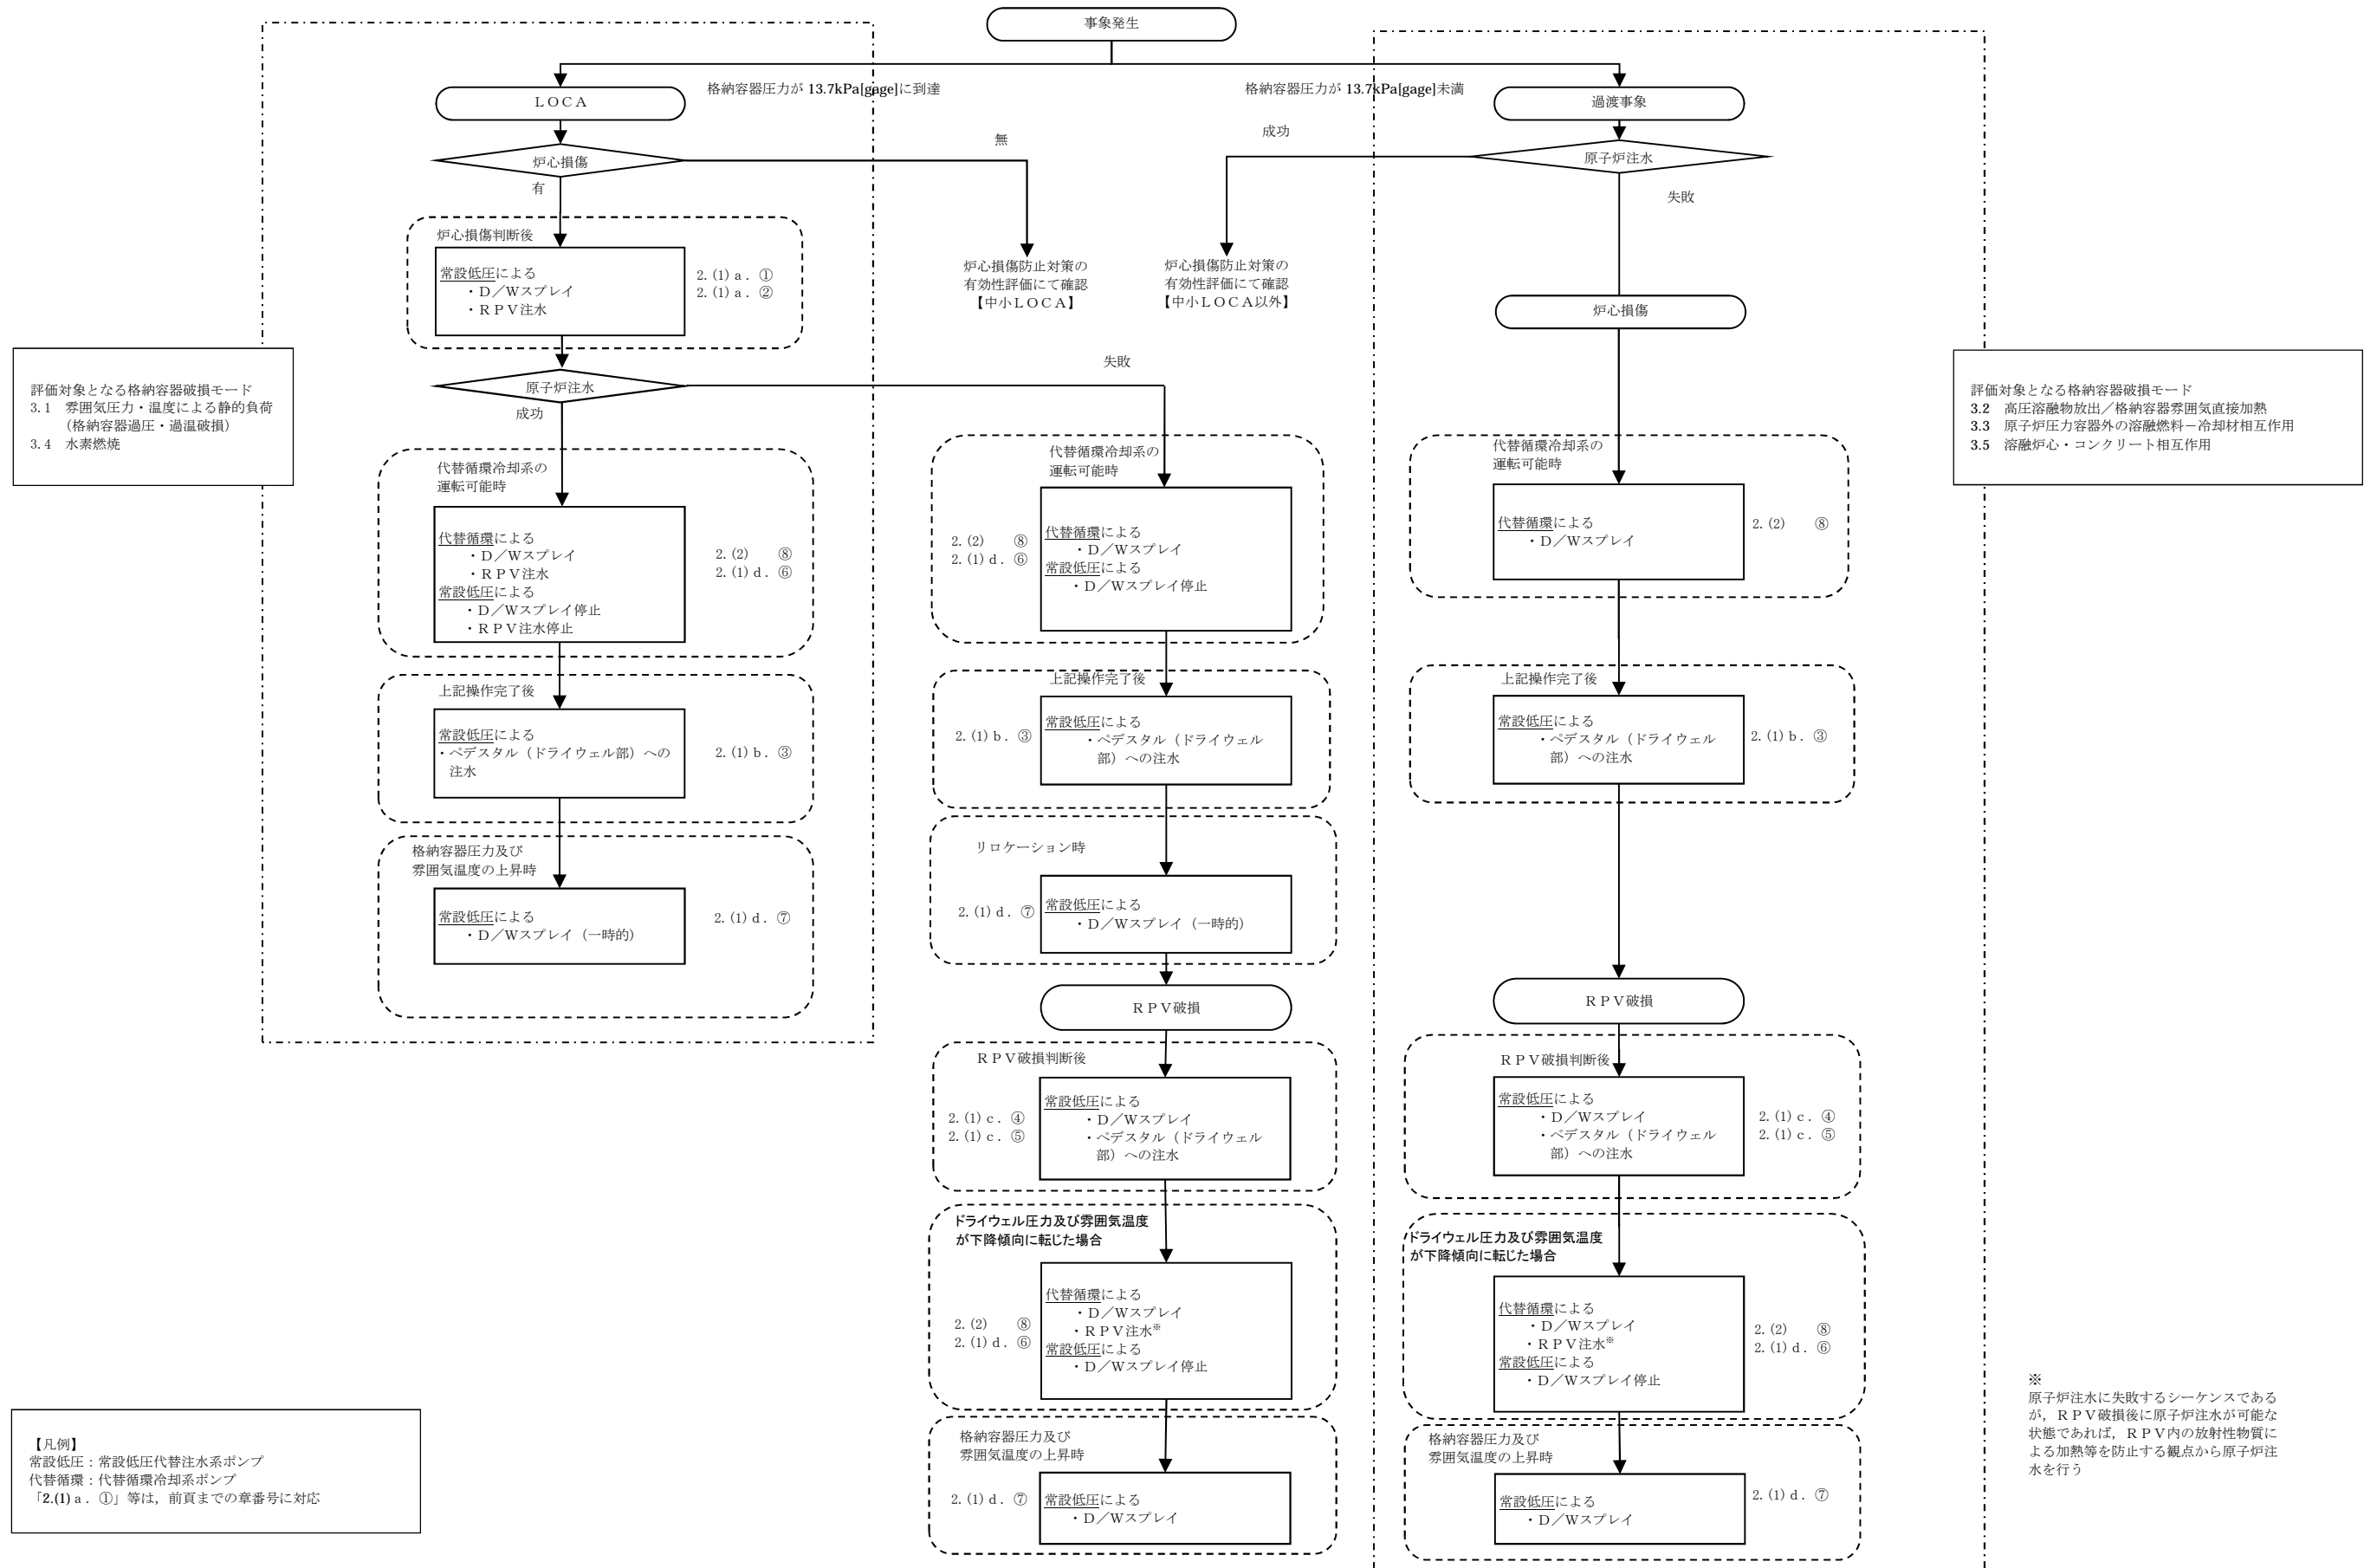 事象発生
格納容器圧力が 13.7kPa[gage]に到達
格納容器圧力が 13.7kPa[gage]未満
LOCA
過渡事象
炉心損傷
無
有
成功
原子炉注水
失敗
炉心損傷判断後
常設低圧による
・D／Wスプレイ
・RPV注水
2.(1)a．①
2.(1)a．②
炉心損傷防止対策の
有効性評価にて確認
【中小LOCA】
炉心損傷防止対策の
有効性評価にて確認
【中小LOCA以外】
炉心損傷
評価対象となる格納容器破損モード
3.1　雰囲気圧力・温度による静的負荷
（格納容器過圧・過温破損）
3.4　水素燃焼
評価対象となる格納容器破損モード
3.2　高圧溶融物放出／格納容器雰囲気直接加熱
3.3　原子炉圧力容器外の溶融燃料－冷却材相互作用
3.5　溶融炉心・コンクリート相互作用
原子炉注水
失敗
成功
代替循環冷却系の
運転可能時
代替循環による
・D／Wスプレイ
・RPV注水
常設低圧による
・D／Wスプレイ停止
・RPV注水停止
2.(2)　　⑧
2.(1)d．⑥
上記操作完了後
常設低圧による
・ペデスタル（ドライウェル部）への
注水
2.(1)b．③
格納容器圧力及び
雰囲気温度の上昇時
常設低圧による
・D／Wスプレイ（一時的）
2.(1)d．⑦
代替循環冷却系の
運転可能時
2.(2)　　⑧
2.(1)d．⑥
代替循環による
・D／Wスプレイ
常設低圧による
・D／Wスプレイ停止
上記操作完了後
2.(1)b．③
常設低圧による
・ペデスタル（ドライウェル
部）への注水
リロケーション時
2.(1)d．⑦
常設低圧による
・D／Wスプレイ（一時的）
RPV破損
RPV破損判断後
2.(1)c．④
2.(1)c．⑤
常設低圧による
・D／Wスプレイ
・ペデスタル（ドライウェル
部）への注水
ドライウェル圧力及び雰囲気温度
が下降傾向に転じた場合
2.(2)　　⑧
2.(1)d．⑥
代替循環による
・D／Wスプレイ
・RPV注水※
常設低圧による
・D／Wスプレイ停止
格納容器圧力及び
雰囲気温度の上昇時
2.(1)d．⑦
常設低圧による
・D／Wスプレイ
代替循環冷却系の
運転可能時
代替循環による
・D／Wスプレイ
2.(2)　　⑧
上記操作完了後
常設低圧による
・ペデスタル（ドライウェル
部）への注水
2.(1)b．③
RPV破損
RPV破損判断後
常設低圧による
・D／Wスプレイ
・ペデスタル（ドライウェル
部）への注水
2.(1)c．④
2.(1)c．⑤
ドライウェル圧力及び雰囲気温度
が下降傾向に転じた場合
代替循環による
・D／Wスプレイ
・RPV注水※
常設低圧による
・D／Wスプレイ停止
2.(2)　　⑧
2.(1)d．⑥
格納容器圧力及び
雰囲気温度の上昇時
常設低圧による
・D／Wスプレイ
2.(1)d．⑦
※
原子炉注水に失敗するシーケンスである
が，RPV破損後に原子炉注水が可能な
状態であれば，RPV内の放射性物質に
よる加熱等を防止する観点から原子炉注
水を行う
【凡例】
常設低圧：常設低圧代替注水系ポンプ
代替循環：代替循環冷却系ポンプ
「2.(1)a．①」等は，前頁までの章番号に対応